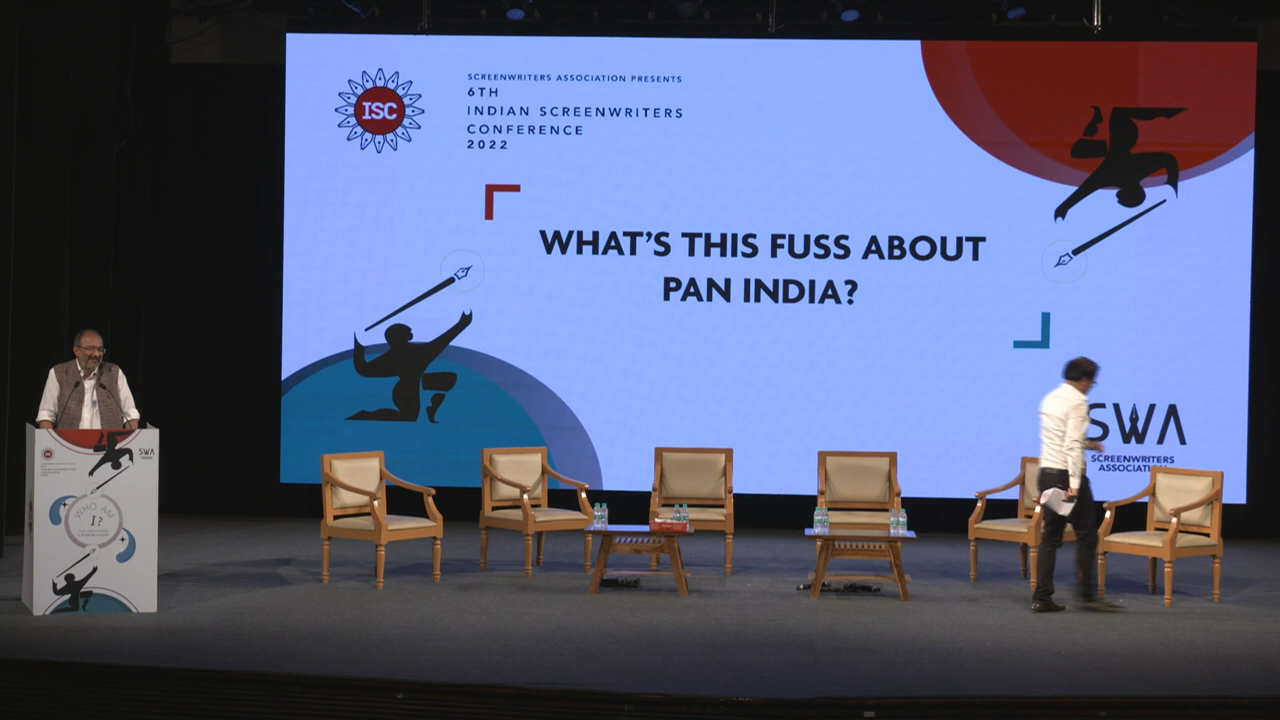 ISC
SCREENWRITERS ASSOCIATION PRESENTS
6TH
INDIAN SCREENWRITERS
CONFERENCE
2022
WHAT'S THIS FUSS ABOUT
PAN INDIA?
SWA
SCREENWRITERS
ASSOCIATION
SWA
WHO AM
I?